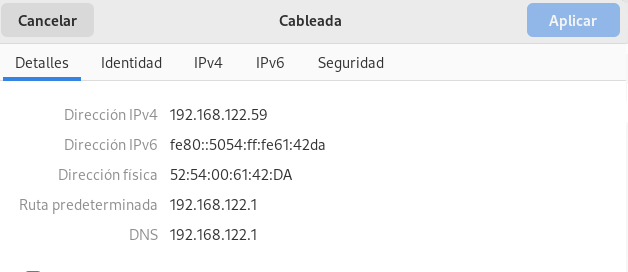 Cancelar Cableada Aplicar
Detalles Identidad IPv4 IPv6 Seguridad
Dirección IPv4 192.168.122.59
Dirección IPv6 fe80::5054:ff:fe61:42da
Dirección física 52:54:00:61:42:DA
Ruta predeterminada 192.168.122.1
DNS 192.168.122.1